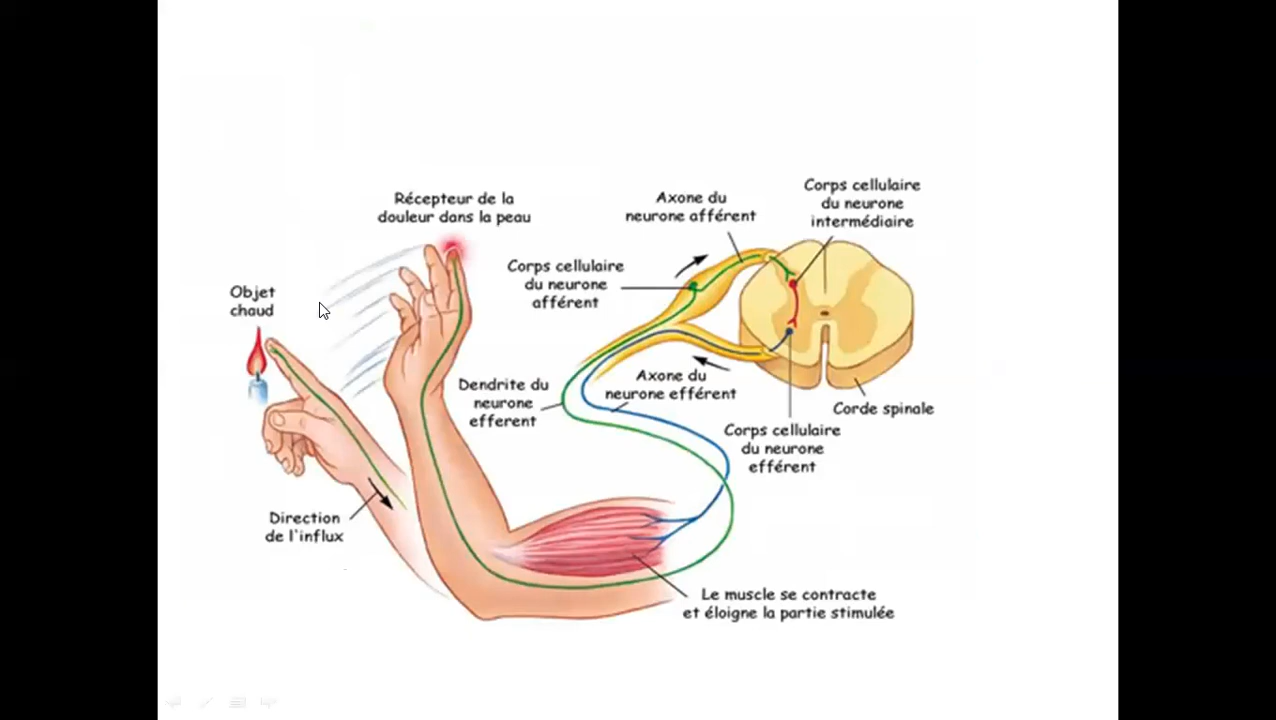 Corps cellulaire
du neurone
intermédiaire
Récepteur de la
douleur dans la peau
Axone du
neurone afférent
Corps cellulaire
du neurone
afférent
Objet
chaud
Dendrite du
neurone
efferent
Axone du
neurone efférent
Corde spinale
Corps cellulaire
du neurone
efférent
Direction
de l'influx
Le muscle se contracte
et éloigne la partie stimulée